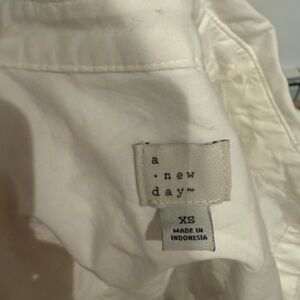 a
· new
day™
XS
MADE IN
INDONESIA